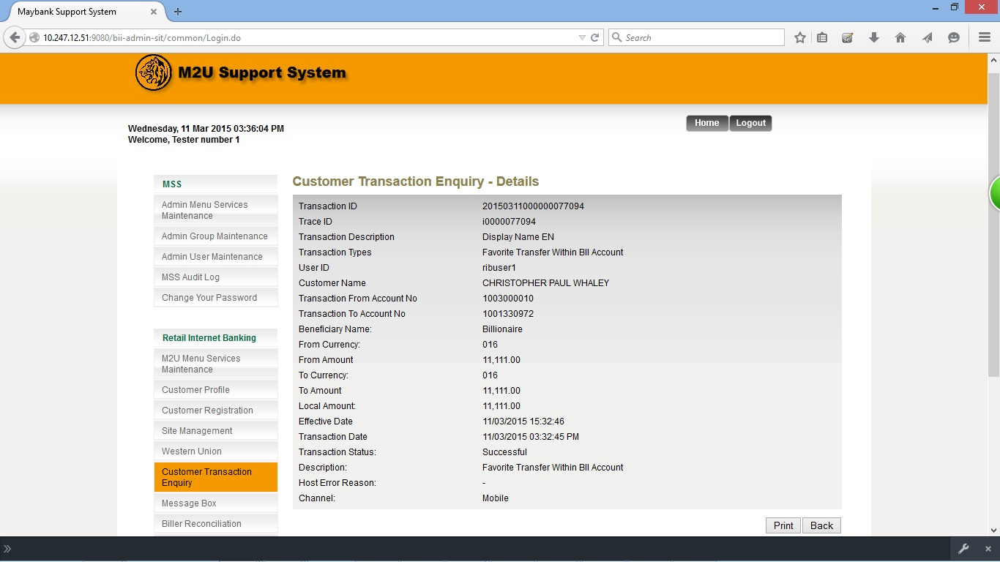 Maybank Support System
10.247.12.51:9080/bii-admin-sit/common/Login.do
Search
M2U Support System
Wednesday, 11 Mar 2015 03:36:04 PM
Welcome, Tester number 1
Home Logout
MSS
Admin Menu Services
Maintenance
Admin Group Maintenance
Admin User Maintenance
MSS Audit Log
Change Your Password
Retail Internet Banking
M2U Menu Services
Maintenance
Customer Profile
Customer Registration
Site Management
Western Union
Customer Transaction
Enquiry
Message Box
Biller Reconciliation
Customer Transaction Enquiry - Details
Transaction ID 20150311000000077094
Trace ID i0000077094
Transaction Description Display Name EN
Transaction Types Favorite Transfer Within BII Account
User ID ribuser1
Customer Name CHRISTOPHER PAUL WHALEY
Transaction From Account No 1003000010
Transaction To Account No 1001330972
Beneficiary Name: Billionaire
From Currency: 016
From Amount 11,111.00
To Currency: 016
To Amount 11,111.00
Local Amount: 11,111.00
Effective Date 11/03/2015 15:32:46
Transaction Date 11/03/2015 03:32:45 PM
Transaction Status: Successful
Description: Favorite Transfer Within BII Account
Host Error Reason: -
Channel: Mobile
Print Back